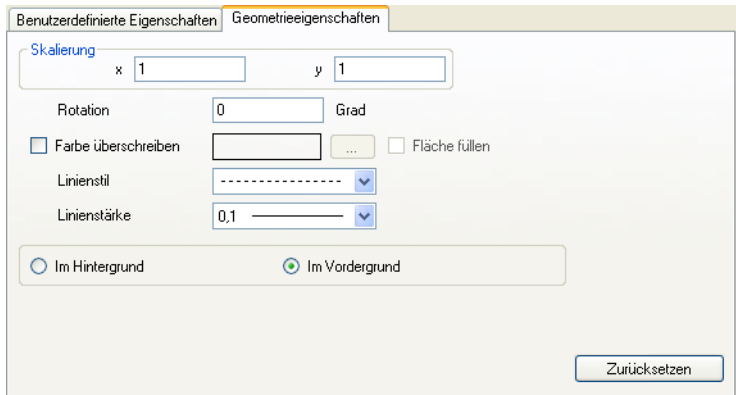 Benutzerdefinierte Eigenschaften Geometrieeigenschaften
Skalierung
x 1 y 1
Rotation 0 Grad
Farbe überschreiben ... Fläche füllen
Linienstil
Linienstärke 0,1
Im Hintergrund Im Vordergrund
Zurücksetzen